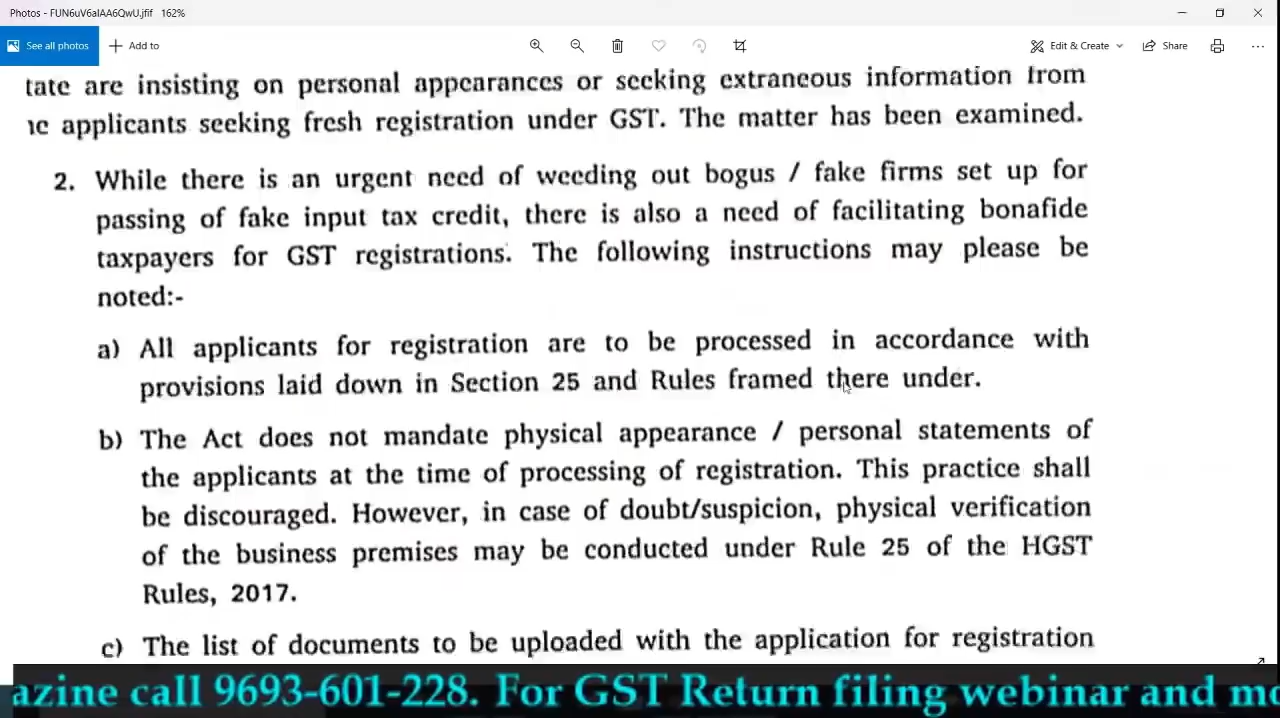 Photos - FUN6uV6aIAA6QwU.jfif 162%
See all photos
Add to
Edit & Create
Share
tate are insisting on personal appearances or seeking extraneous information from
applicants seeking fresh registration under GST. The matter has been examined.
2. While there is an urgent need of weeding out bogus / fake firms set up for
passing of fake input tax credit, there is also a need of facilitating bonafide
taxpayers for GST registrations. The following instructions may please be
noted:-
a) All applicants for registration are to be processed in accordance with
provisions laid down in Section 25 and Rules framed there under.
b) The Act does not mandate physical appearance / personal statements of
the applicants at the time of processing of registration. This practice shall
be discouraged. However, in case of doubt/suspicion, physical verification
of the business premises may be conducted under Rule 25 of the HGST
Rules, 2017.
c) The list of documents to be uploaded with the application for registration
azine call 9693-601-228. For GST Return filing webinar and mo